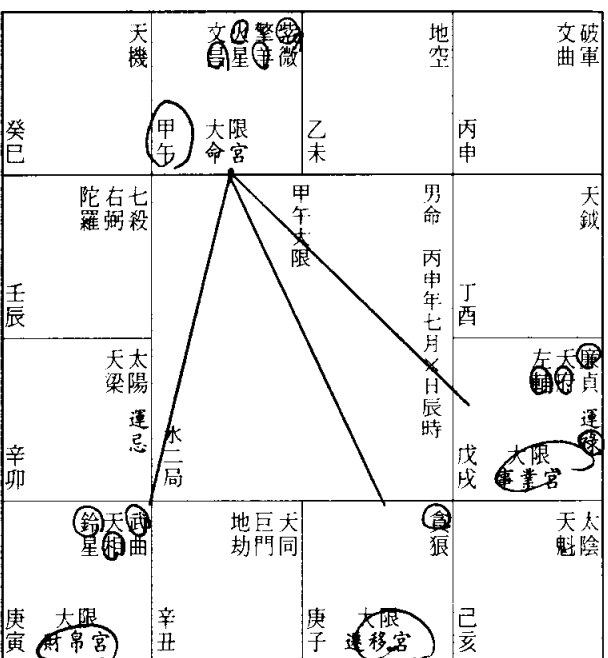 天機
癸巳
紫微
擎羊
火星
文昌
甲午
大限
命宮
地空
乙未
破軍
文曲
丙申
七殺
右弼
陀羅
壬辰
甲午大限
男命 丙申年七月×日辰時
水二局
天鉞
丁酉
太陽
天梁
運忌
辛卯
廉貞
天府
左輔
運祿
戊戌
大限
事業宮
武曲
天相
鈴星
庚寅
大限
財帛宮
天同
巨門
地劫
辛丑
貪狼
庚子
大限
遷移宮
太陰
天魁
己亥